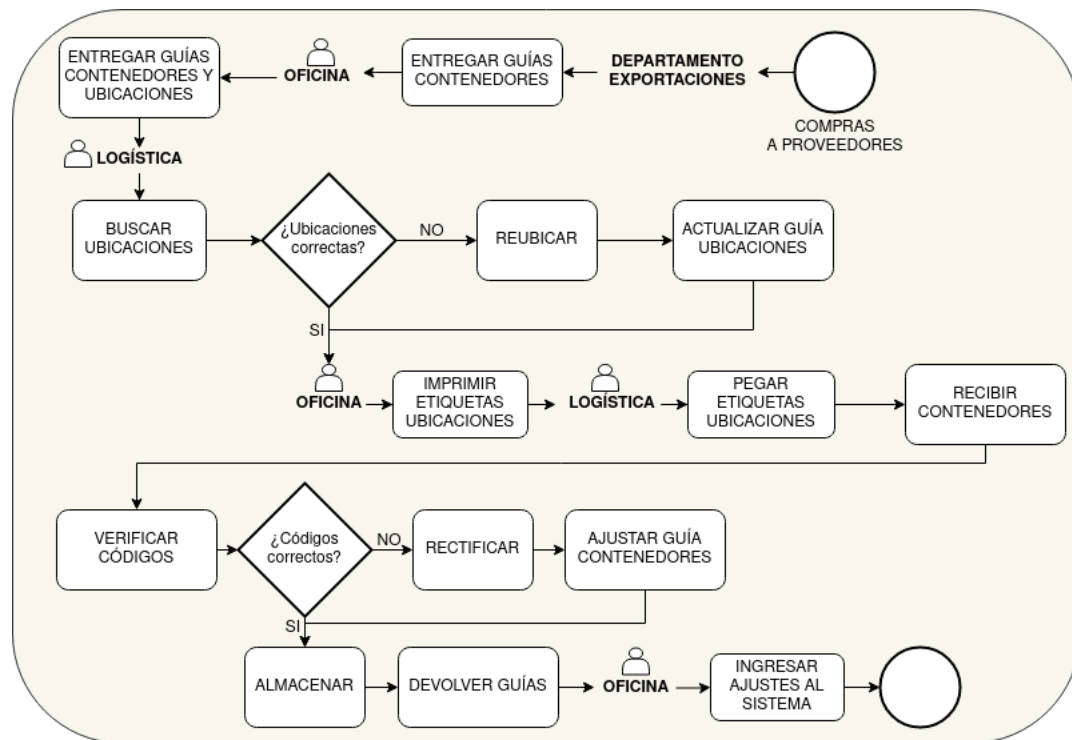 COMPRAS
A PROVEEDORES
DEPARTAMENTO
EXPORTACIONES
ENTREGAR GUÍAS
CONTENEDORES
OFICINA
ENTREGAR GUÍAS
CONTENEDORES Y
UBICACIONES
LOGÍSTICA
BUSCAR
UBICACIONES
¿Ubicaciones
correctas?
NO
REUBICAR
ACTUALIZAR GUÍA
UBICACIONES
SI
OFICINA
IMPRIMIR
ETIQUETAS
UBICACIONES
LOGÍSTICA
PEGAR
ETIQUETAS
UBICACIONES
RECIBIR
CONTENEDORES
VERIFICAR
CÓDIGOS
¿Códigos
correctos?
NO
RECTIFICAR
AJUSTAR GUÍA
CONTENEDORES
SI
ALMACENAR
DEVOLVER GUÍAS
OFICINA
INGRESAR
AJUSTES AL
SISTEMA